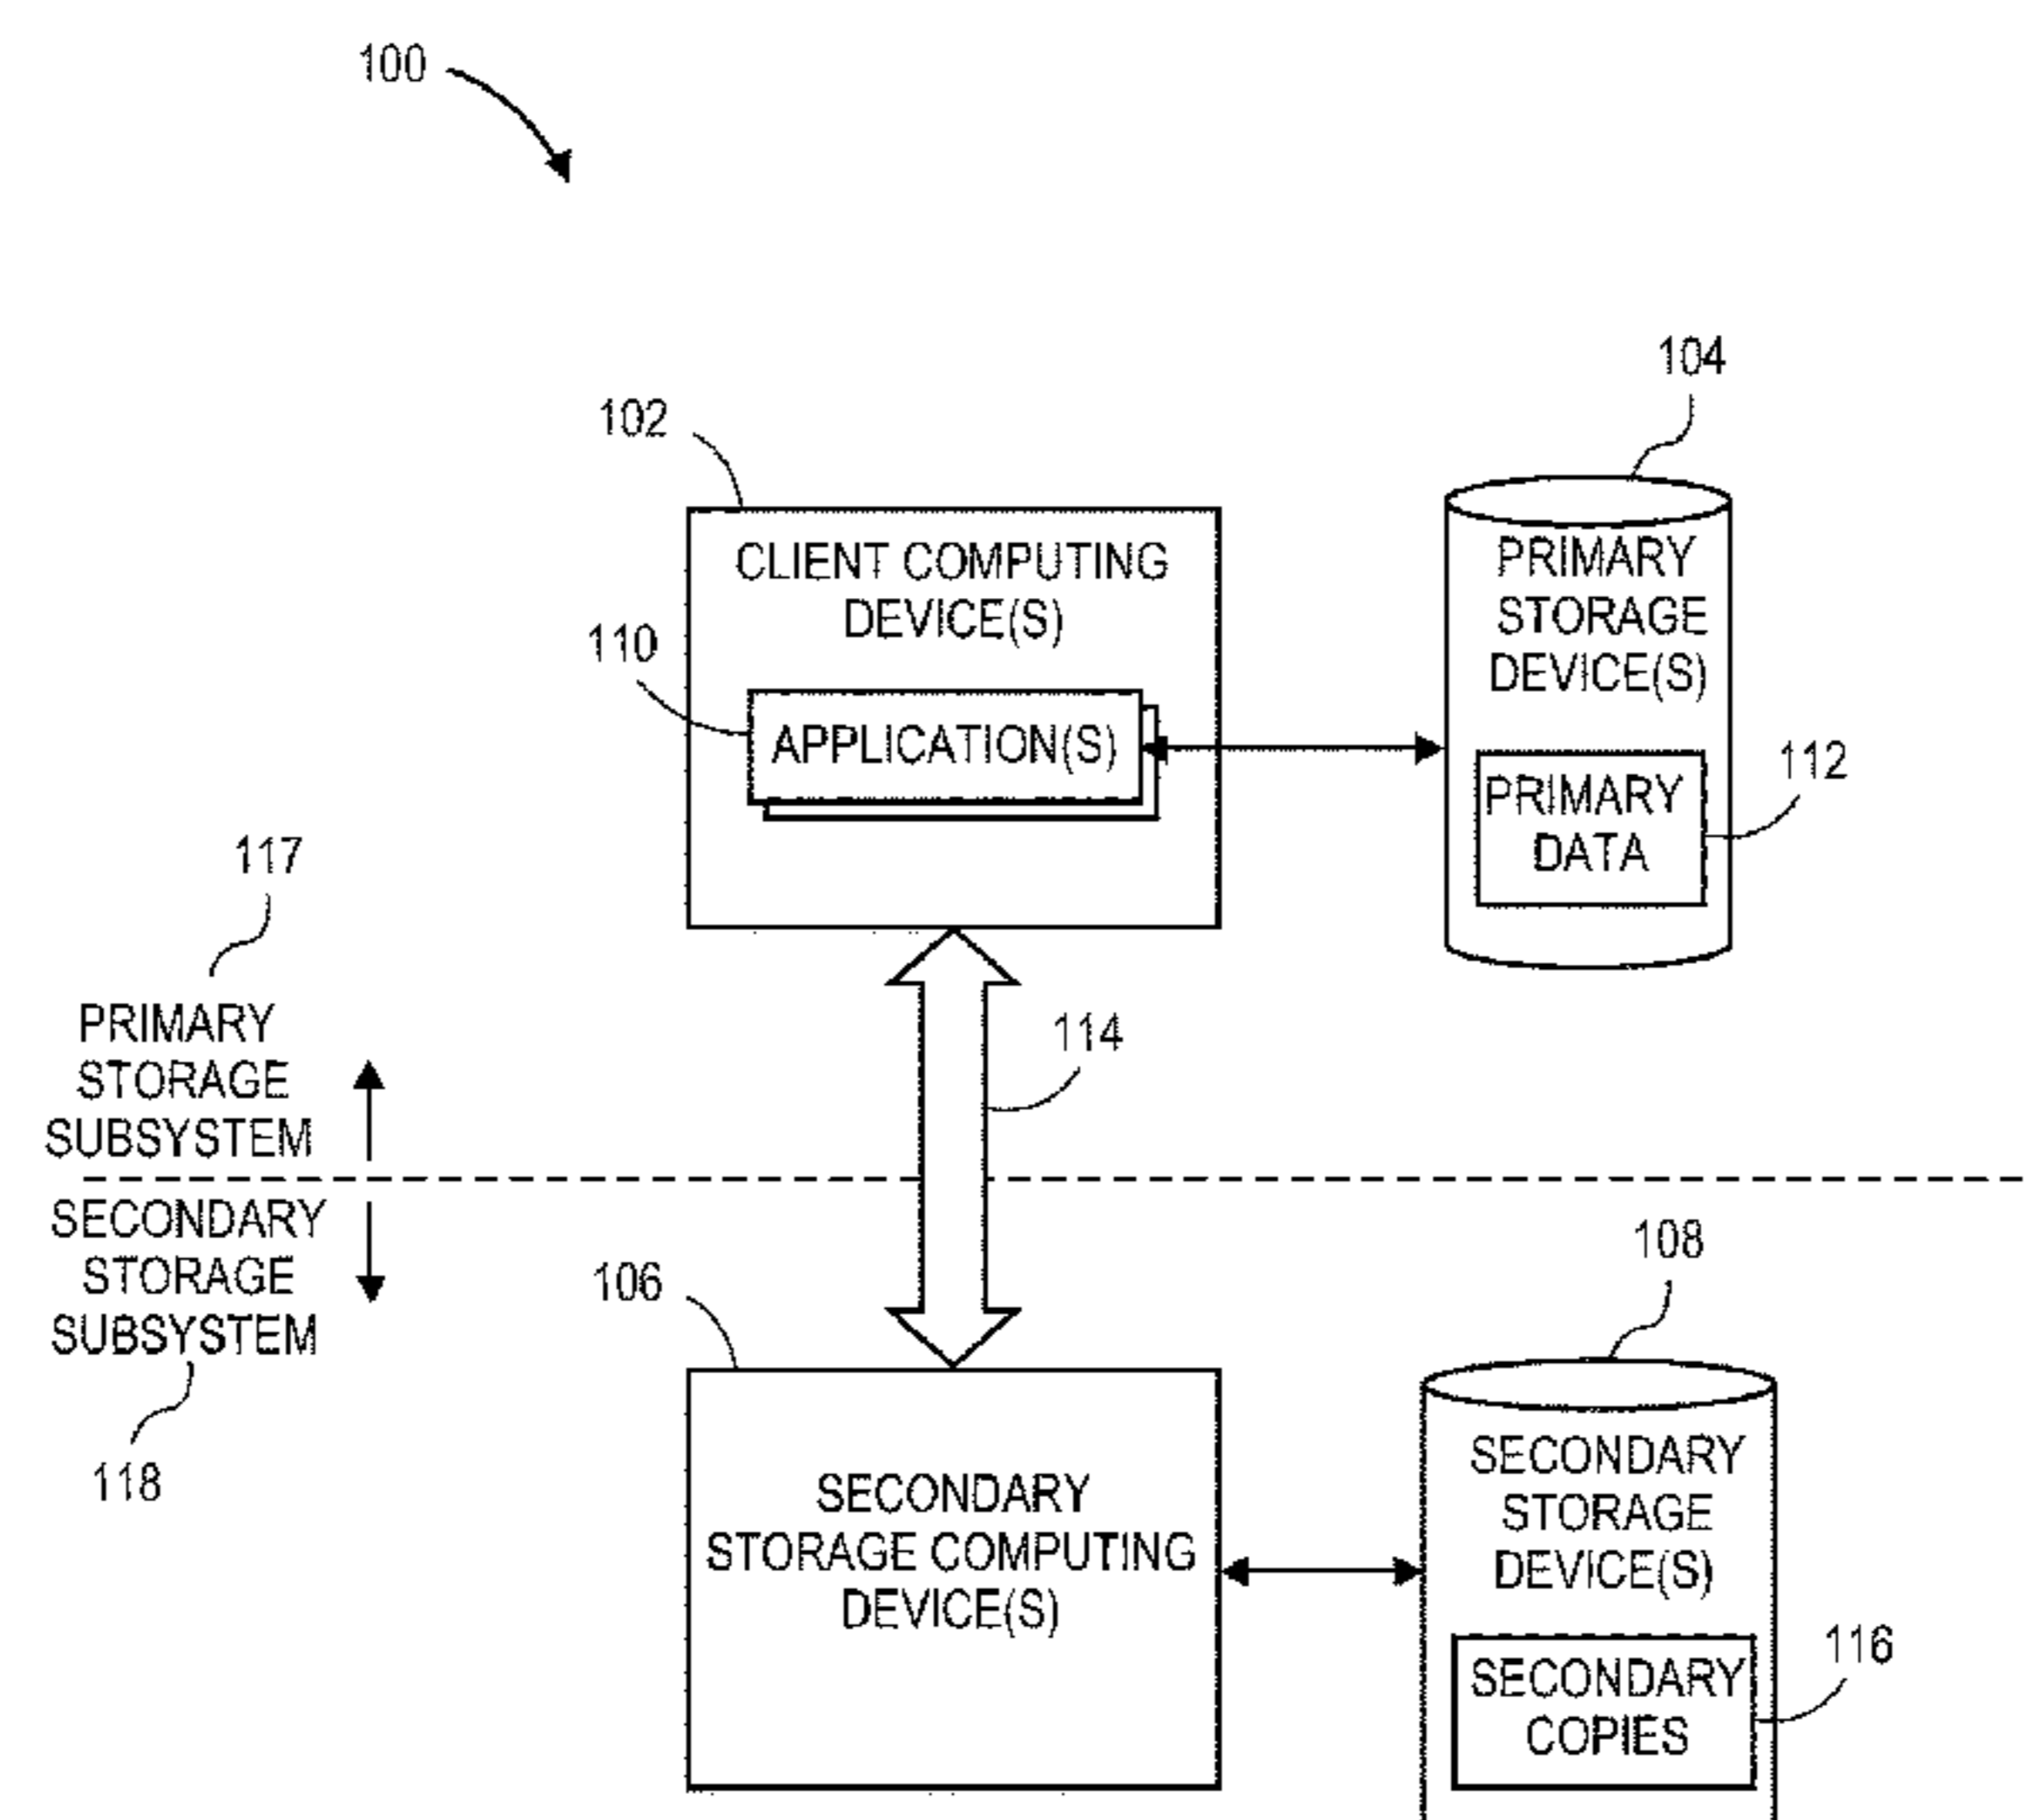 100
104
102
CLIENT COMPUTING
DEVICE(S)
PRIMARY
STORAGE
DEVICE(S)
110
APPLICATION(S)
112
PRIMARY
DATA
117
PRIMARY
STORAGE
SUBSYSTEM
114
SECONDARY
STORAGE
SUBSYSTEM
118
108
106
SECONDARY
STORAGE COMPUTING
DEVICE(S)
SECONDARY
STORAGE
DEVICE(S)
116
SECONDARY
COPIES